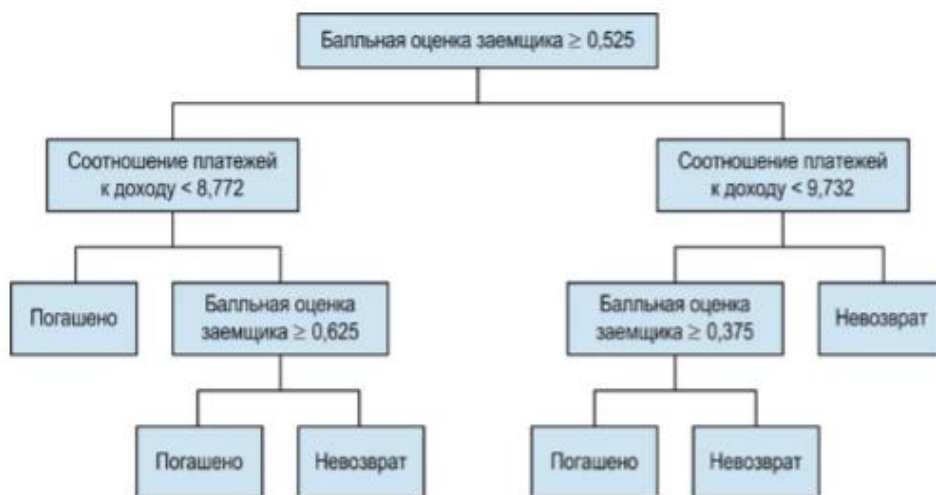 Балльная оценка заемщика ≥ 0,525
Соотношение платежей
к доходу < 8,772
Соотношение платежей
к доходу < 9,732
Погашено
Балльная оценка
заемщика ≥ 0,625
Балльная оценка
заемщика ≥ 0,375
Невозврат
Погашено
Невозврат
Погашено
Невозврат